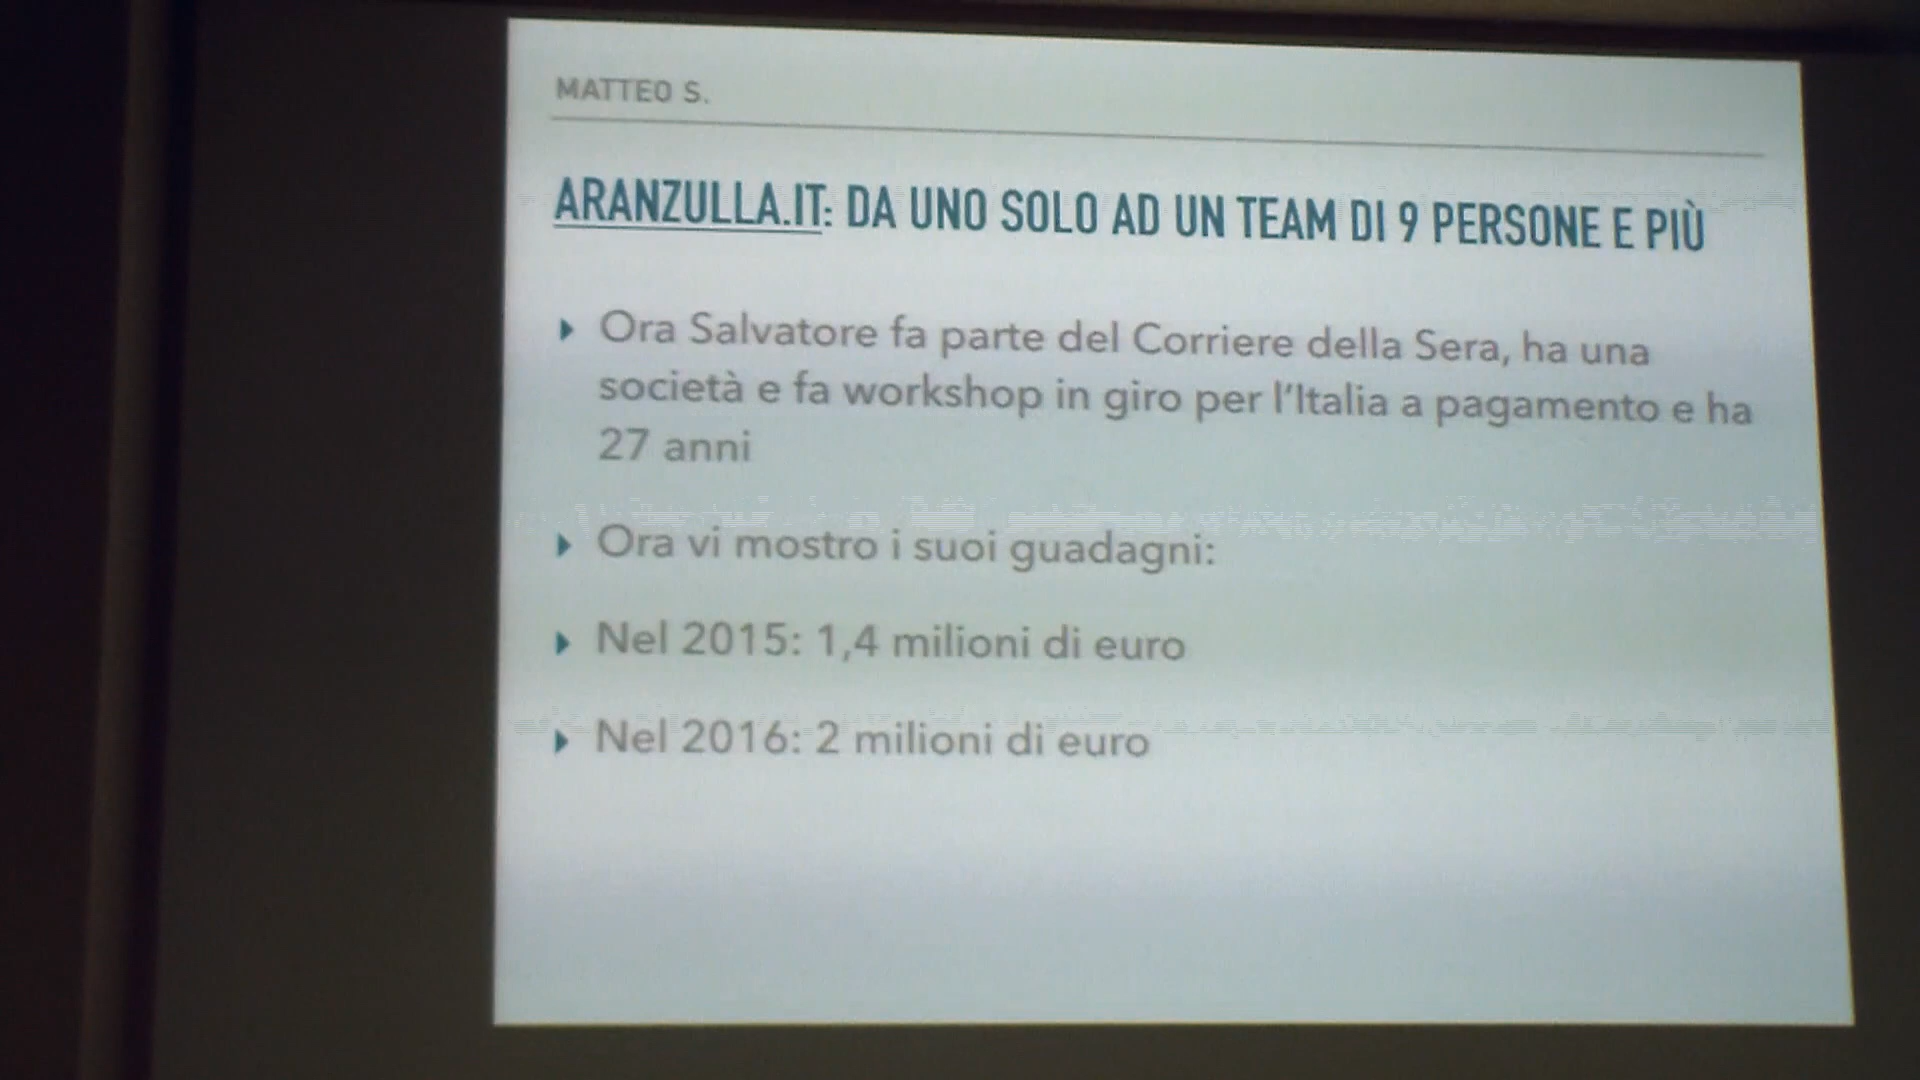 MATTEO S.
ARANZULLA.IT: DA UNO SOLO AD UN TEAM DI 9 PERSONE E PIÙ
Ora Salvatore fa parte del Corriere della Sera, ha una
società e fa workshop in giro per l'Italia a pagamento e ha
27 anni
Ora vi mostro i suoi guadagni:
Nel 2015: 1,4 milioni di euro
Nel 2016: 2 milioni di euro